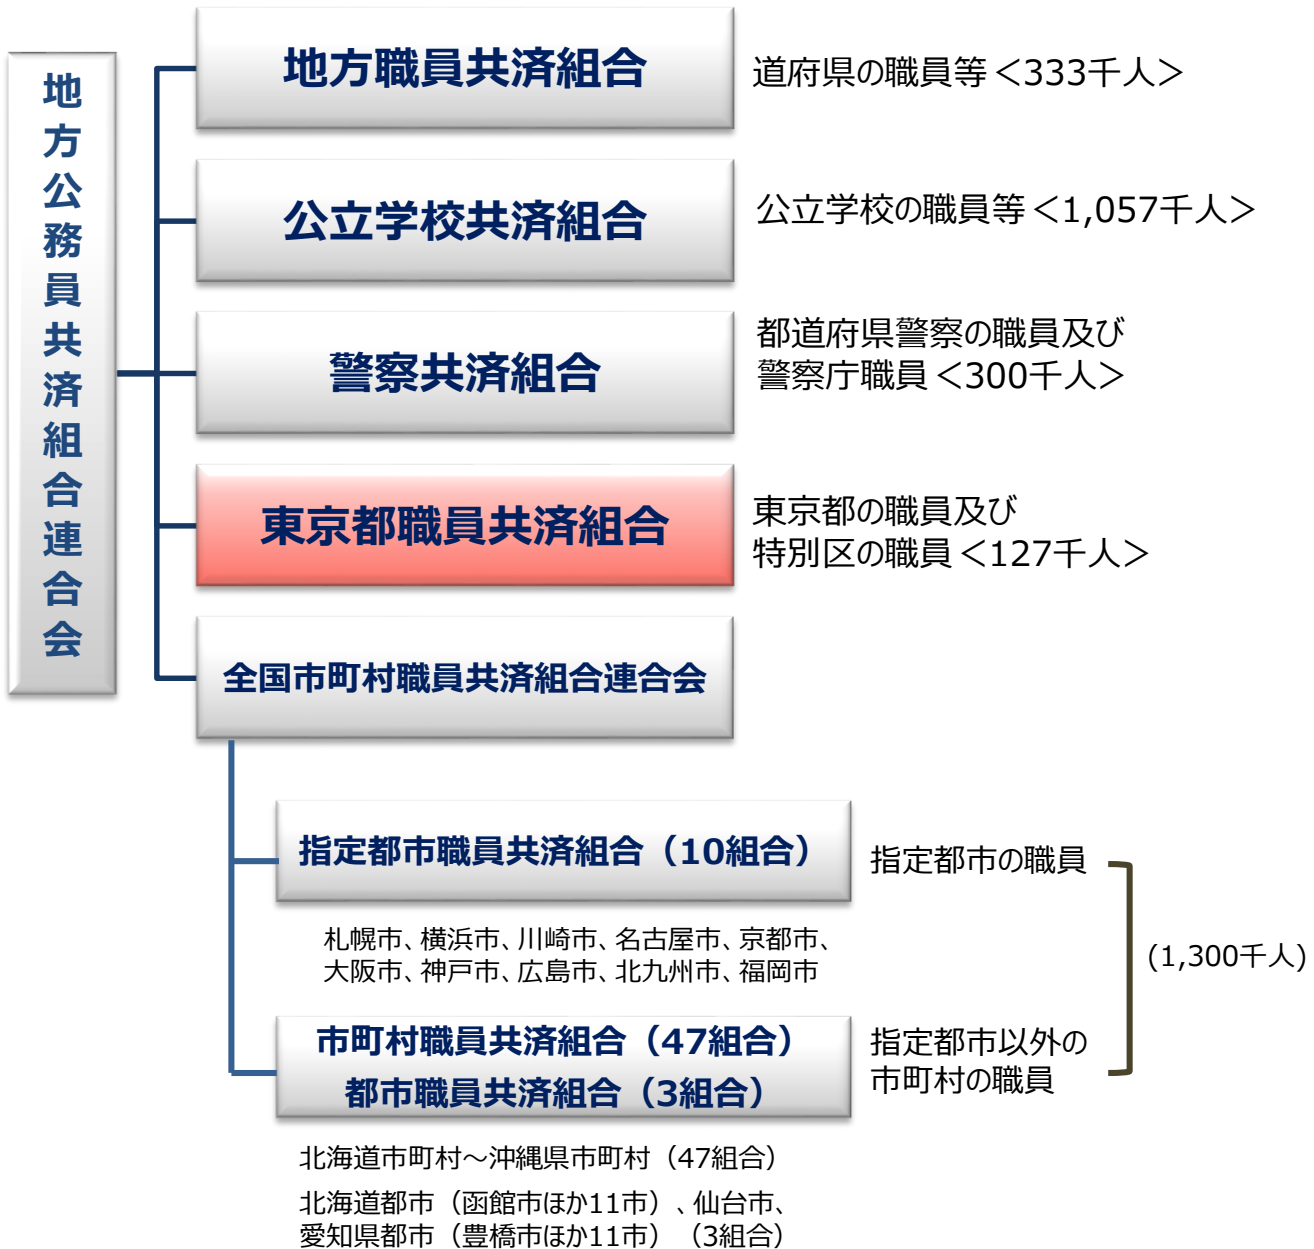 地方公務員共済組合連合会
地方職員共済組合
道府県の職員等＜333千人＞
公立学校共済組合
公立学校の職員等＜1,057千人＞
警察共済組合
都道府県警察の職員及び
警察庁職員＜300千人＞
東京都職員共済組合
東京都の職員及び
特別区の職員＜127千人＞
全国市町村職員共済組合連合会
指定都市職員共済組合（10組合）
指定都市の職員
札幌市、横浜市、川崎市、名古屋市、京都市、
大阪市、神戸市、広島市、北九州市、福岡市
(1,300千人)
市町村職員共済組合（47組合）
都市職員共済組合（3組合）
指定都市以外の
市町村の職員
北海道市町村～沖縄県市町村（47組合）
北海道都市（函館市ほか11市）、仙台市、
愛知県都市（豊橋市ほか11市）（3組合）